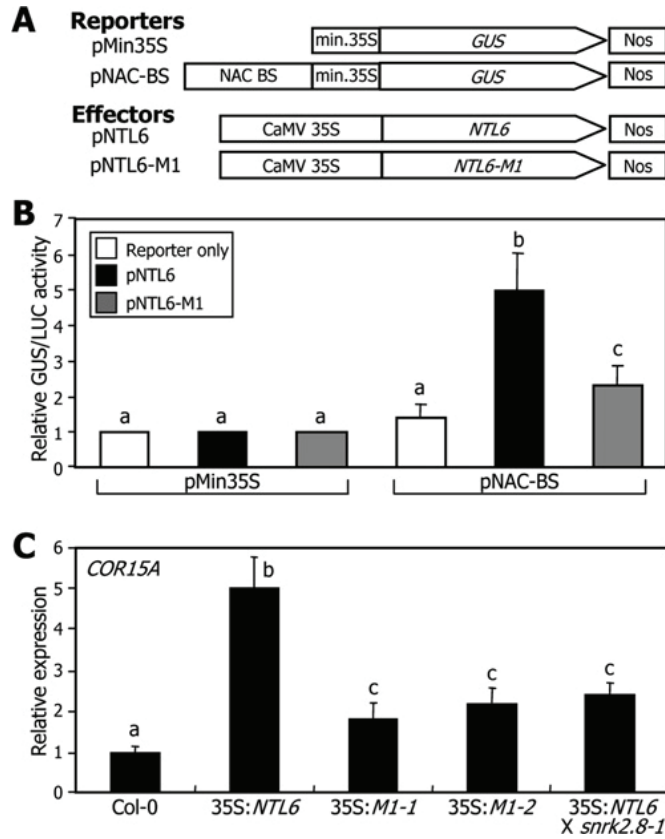 A
Reporters
pMin35S min.35S GUS Nos
pNAC-BS NAC BS min.35S GUS Nos
Effectors
pNTL6 CaMV 35S NTL6 Nos
pNTL6-M1 CaMV 35S NTL6-M1 Nos
B
Relative GUS/LUC activity
7
6
5
4
3
2
1
0
Reporter only
pNTL6
pNTL6-M1
a a a a b c
pMin35S pNAC-BS
C
COR15A
Relative expression
6
5
4
3
2
1
0
a b c c c
Col-0 35S:NTL6 35S:M1-1 35S:M1-2 35S:NTL6
X snrk2.8-1